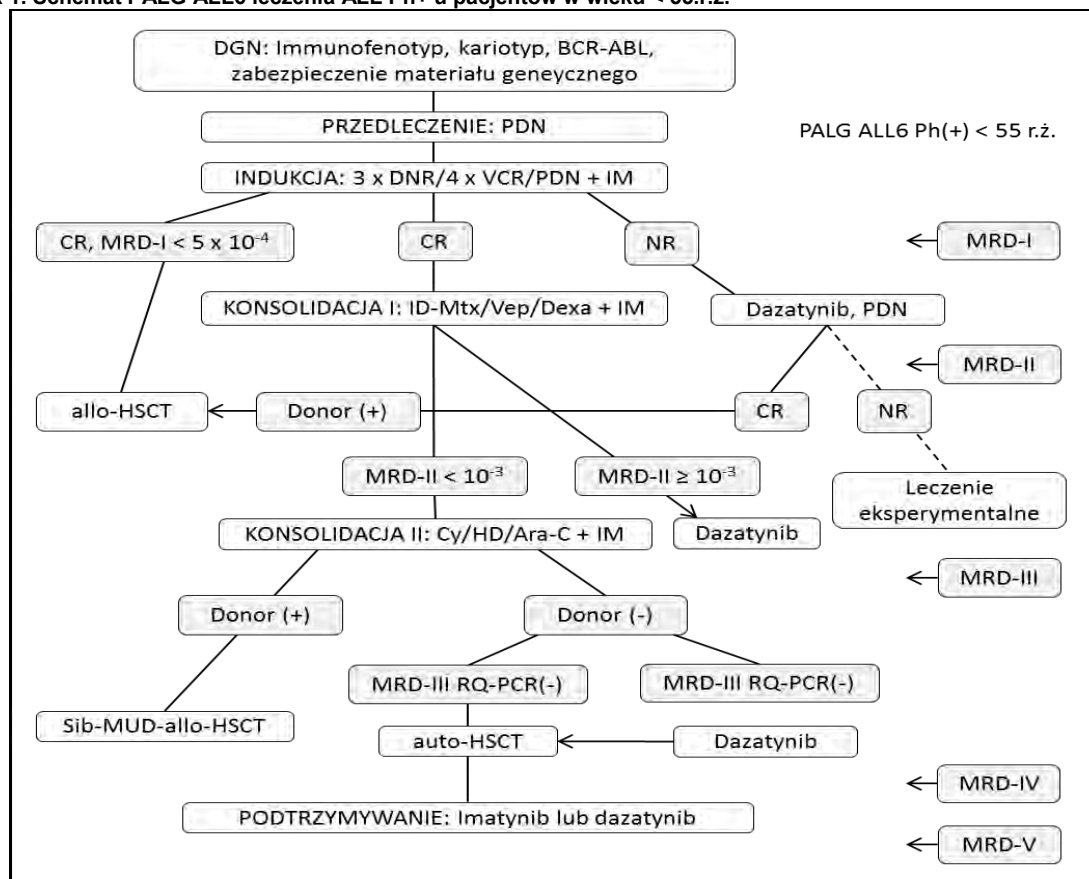 DGN: Immunofenotyp, kariotyp, BCR-ABL,
zabezpieczenie materiału geneycznego
PRZEDLECZENIE: PDN
PALG ALL6 Ph(+) < 55 r.ż.
INDUKCJA: 3 x DNR/4 x VCR/PDN + IM
CR, MRD-I < 5 x 10⁻⁴
CR
NR
MRD-I
KONSOLIDACJA I: ID-Mtx/Vep/Dexa + IM
Dazatynib, PDN
MRD-II
allo-HSCT
Donor (+)
CR
NR
MRD-II < 10⁻³
MRD-II ≥ 10⁻³
Leczenie
eksperymentalne
KONSOLIDACJA II: Cy/HD/Ara-C + IM
Dazatynib
MRD-III
Donor (+)
Donor (-)
MRD-III RQ-PCR(-)
MRD-III RQ-PCR(-)
Sib-MUD-allo-HSCT
auto-HSCT
Dazatynib
MRD-IV
PODTRZYMYWANIE: Imatynib lub dazatynib
MRD-V